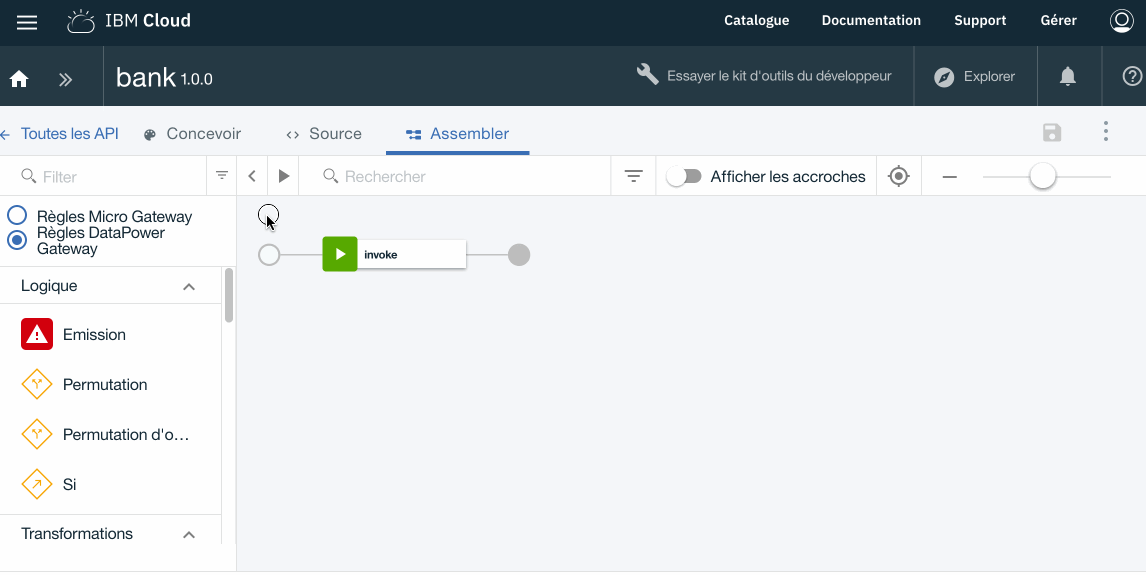 IBM Cloud
Catalogue Documentation Support Gérer
bank 1.0.0
Essayer le kit d'outils du développeur
Explorer
Toutes les API
Concevoir
Source
Assembler
Filter
Rechercher
Afficher les accroches
Règles Micro Gateway
Règles DataPower
Gateway
invoke
Logique
Emission
Permutation
Permutation d'o...
Si
Transformations